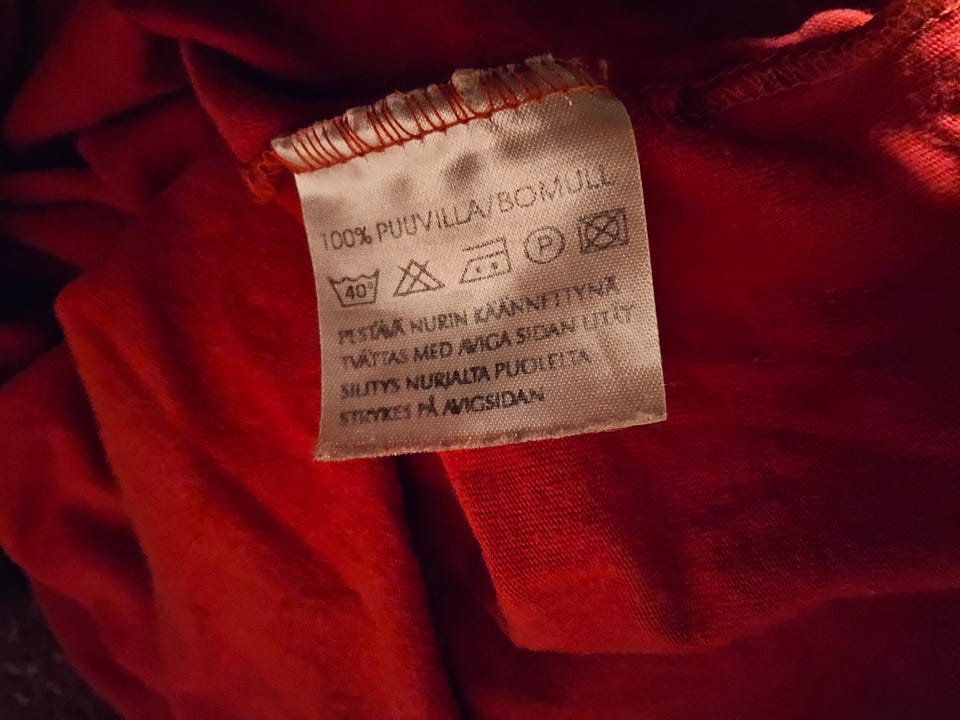 100% PUUVILLA/BOMULL
40° P
PESTÄVÄ NURIN KÄÄNNETTYNÄ
TVÄTTAS MED AVIGA SIDAN UTÅT
SILITYS NURJALTA PUOLELTA
STRYKES PÅ AVIGSIDAN